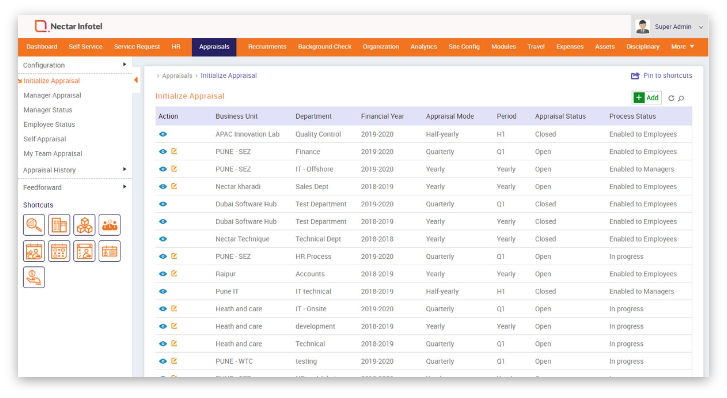 Nectar Infotel
Super Admin
Dashboard Self Service Service Request HR Appraisals Recruitments Background Check Organization Analytics Site Config Modules Travel Expenses Assets Disciplinary More
Configuration
Initialize Appraisal
Manager Appraisal
Manager Status
Employee Status
Self Appraisal
My Team Appraisal
Appraisal History
Feedforward
Shortcuts
› Appraisals › Initialize Appraisal
Pin to shortcuts
Initialize Appraisal
+ Add
Action Business Unit Department Financial Year Appraisal Mode Period Appraisal Status Process Status
APAC Innovation Lab Quality Control 2019-2020 Half-yearly H1 Closed Enabled to Employees
PUNE - SEZ Finance 2019-2020 Quarterly Q1 Open Enabled to Employees
PUNE - SEZ IT - Offshore 2019-2020 Yearly Yearly Open Enabled to Managers
Nectar kharadi Sales Dept 2018-2019 Yearly Yearly Open Enabled to Employees
Dubai Software Hub Test Department 2019-2020 Quarterly Q1 Closed Enabled to Employees
Dubai Software Hub Test Department 2018-2019 Yearly Yearly Closed Enabled to Employees
Nectar Technique Technical Dept 2018-2018 Yearly Yearly Closed Enabled to Employees
PUNE - SEZ HR Process 2019-2020 Quarterly Q1 Open In progress
Raipur Accounts 2018-2019 Yearly Yearly Open Enabled to Employees
Pune IT IT technical 2018-2019 Half-yearly H1 Closed Enabled to Managers
Heath and care IT - Onsite 2019-2020 Quarterly Q1 Open In progress
Heath and care development 2018-2019 Yearly Yearly Open Enabled to Employees
Heath and care Technical 2018-2019 Quarterly Q1 Open In progress
PUNE - WTC testing 2019-2020 Quarterly Q1 Open In progress